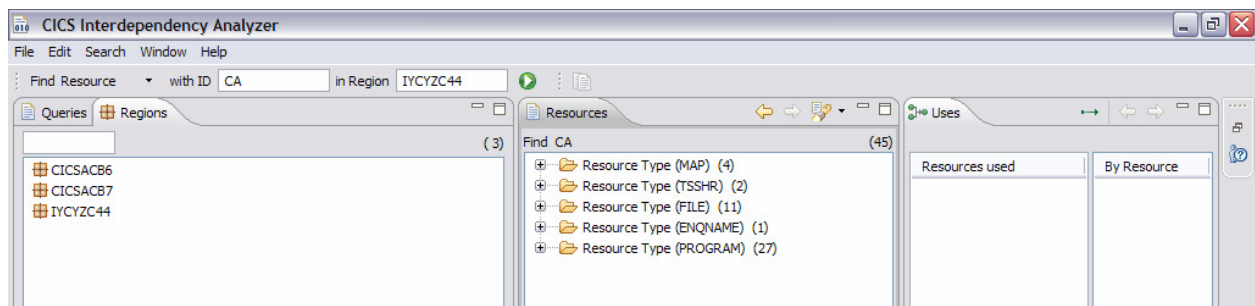 CICS Interdependency Analyzer
File Edit Search Window Help
Find Resource with ID CA in Region IYCYZC44
Queries Regions
(3)
CICSACB6
CICSACB7
IYCYZC44
Resources
Find CA (45)
Resource Type (MAP) (4)
Resource Type (TSSHR) (2)
Resource Type (FILE) (11)
Resource Type (ENQNAME) (1)
Resource Type (PROGRAM) (27)
Uses
Resources used By Resource